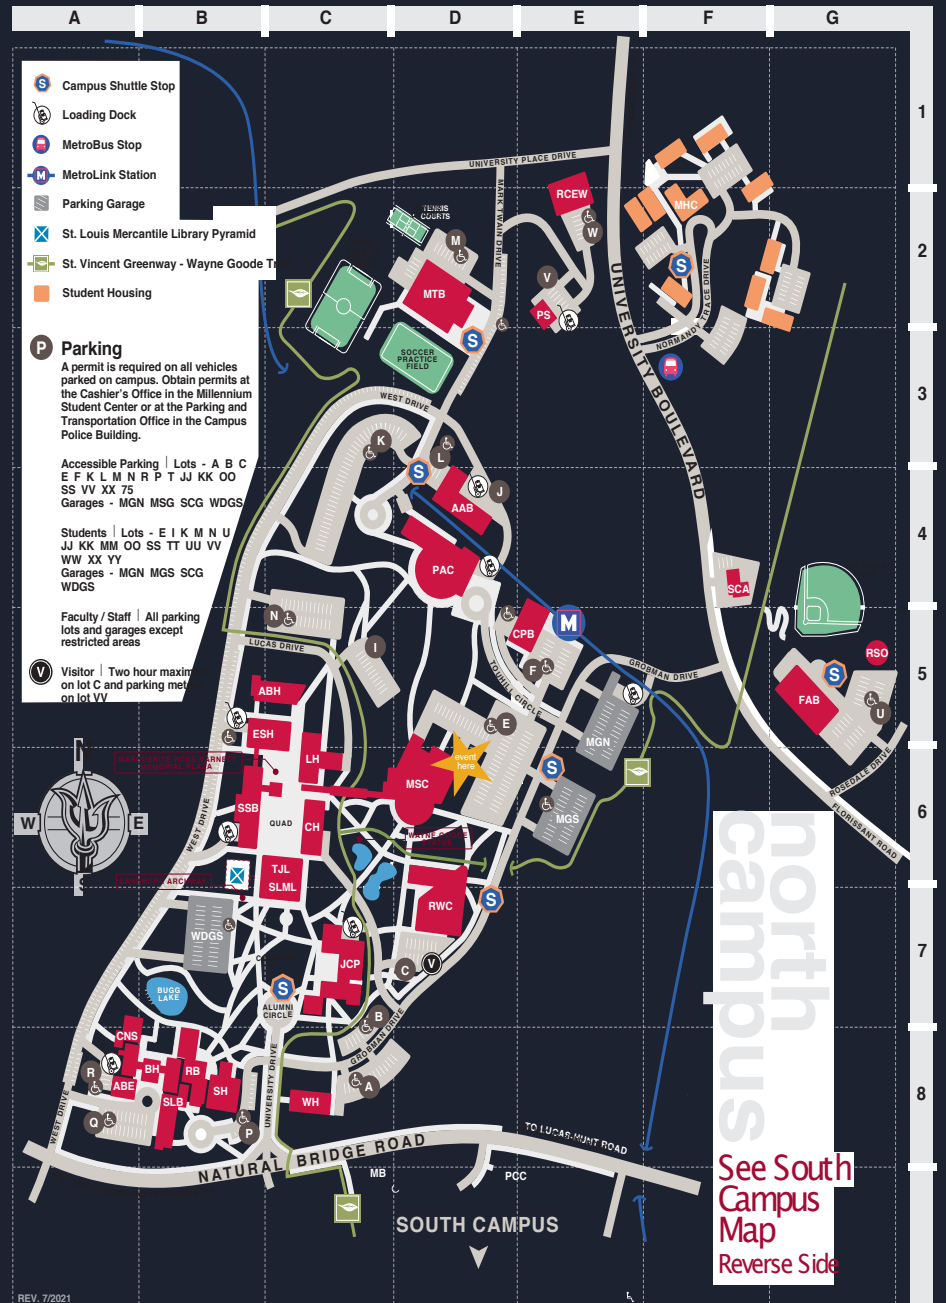 A B C D E F G
1
2
3
4
5
6
7
8
S Campus Shuttle Stop
Loading Dock
MetroBus Stop
M MetroLink Station
Parking Garage
St. Louis Mercantile Library Pyramid
St. Vincent Greenway - Wayne Goode Tr
Student Housing
P Parking
A permit is required on all vehicles
parked on campus. Obtain permits at
the Cashier's Office in the Millennium
Student Center or at the Parking and
Transportation Office in the Campus
Police Building.
Accessible Parking | Lots - A B C
E F K L M N R P T JJ KK OO
SS VV XX 75
Garages - MGN MSG SCG WDGS
Students | Lots - E I K M N U
JJ KK MM OO SS TT UU VV
WW XX YY
Garages - MGN MGS SCG
WDGS
Faculty / Staff | All parking
lots and garages except
restricted areas
V Visitor | Two hour maxim
on lot C and parking met
on lot VV
N
W E
UNIVERSITY PLACE DRIVE
MARK TWAIN DRIVE
RCEW
W
MHC
S
TENNIS
COURTS
M
MTB
V
PS
S
UNIVERSITY BOULEVARD
NORMANDY TRACE DRIVE
SOCCER
PRACTICE
FIELD
WEST DRIVE
K
L
S
J
AAB
PAC
SCA
N
CPB
M
LUCAS DRIVE
I
F
TOUHILL CIRCLE
GROBMAN DRIVE
RSO
S
FAB
U
ABH
ESH
E
MGN
LH
event
here
MSC
S
ROSEDALE DRIVE
FLORISSANT ROAD
SSB
QUAD
CH
MGS
WEST DRIVE
TJL
SLML
RWC
S
WDGS
JCP
C
V
BUGG
LAKE
S
ALUMNI
CIRCLE
B
GROBMAN DRIVE
CNS
R
ABE
BH
RB
SLB
SH
A
WH
UNIVERSITY DRIVE
WEST DRIVE
Q
P
NATURAL BRIDGE ROAD
TO LUCAS-HUNT ROAD
MB
PCC
SOUTH CAMPUS
north
campus
See South
Campus
Map
Reverse Side
REV. 7/2021